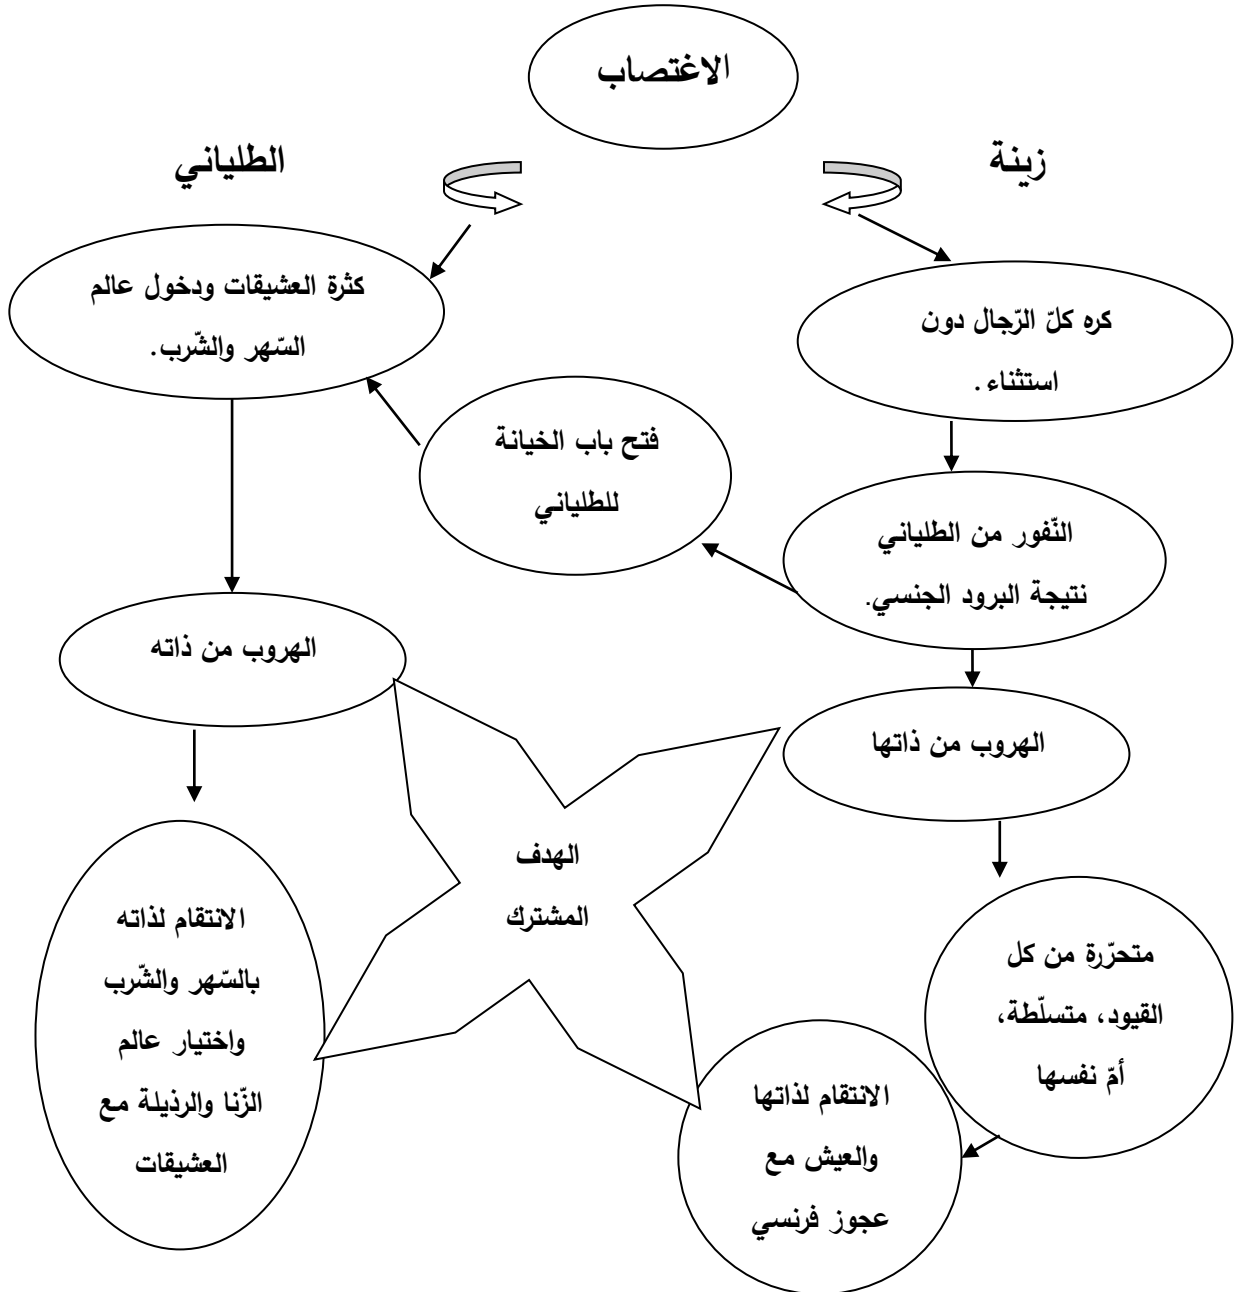 الاغتصاب
زينة
الطلياني
كثرة العشيقات ودخول عالم
السّهر والشّرب.
كره كلّ الرّجال دون
استثناء.
فتح باب الخيانة
للطلياني
النّفور من الطلياني
نتيجة البرود الجنسي.
الهروب من ذاته
الهروب من ذاتها
الهدف
المشترك
الانتقام لذاته
بالسّهر والشّرب
واختيار عالم
الزّنا والرذيلة مع
العشيقات
متحرّرة من كل
القيود، متسلّطة،
أمّ نفسها
الانتقام لذاتها
والعيش مع
عجوز فرنسي